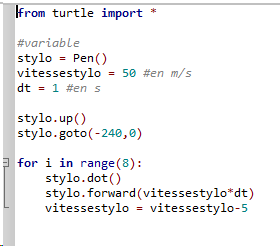 from turtle import *
#variable
stylo = Pen()
vitessestylo = 50 #en m/s
dt = 1 #en s
stylo.up()
stylo.goto(-240,0)
for i in range(8):
    stylo.dot()
    stylo.forward(vitessestylo*dt)
    vitessestylo = vitessestylo-5